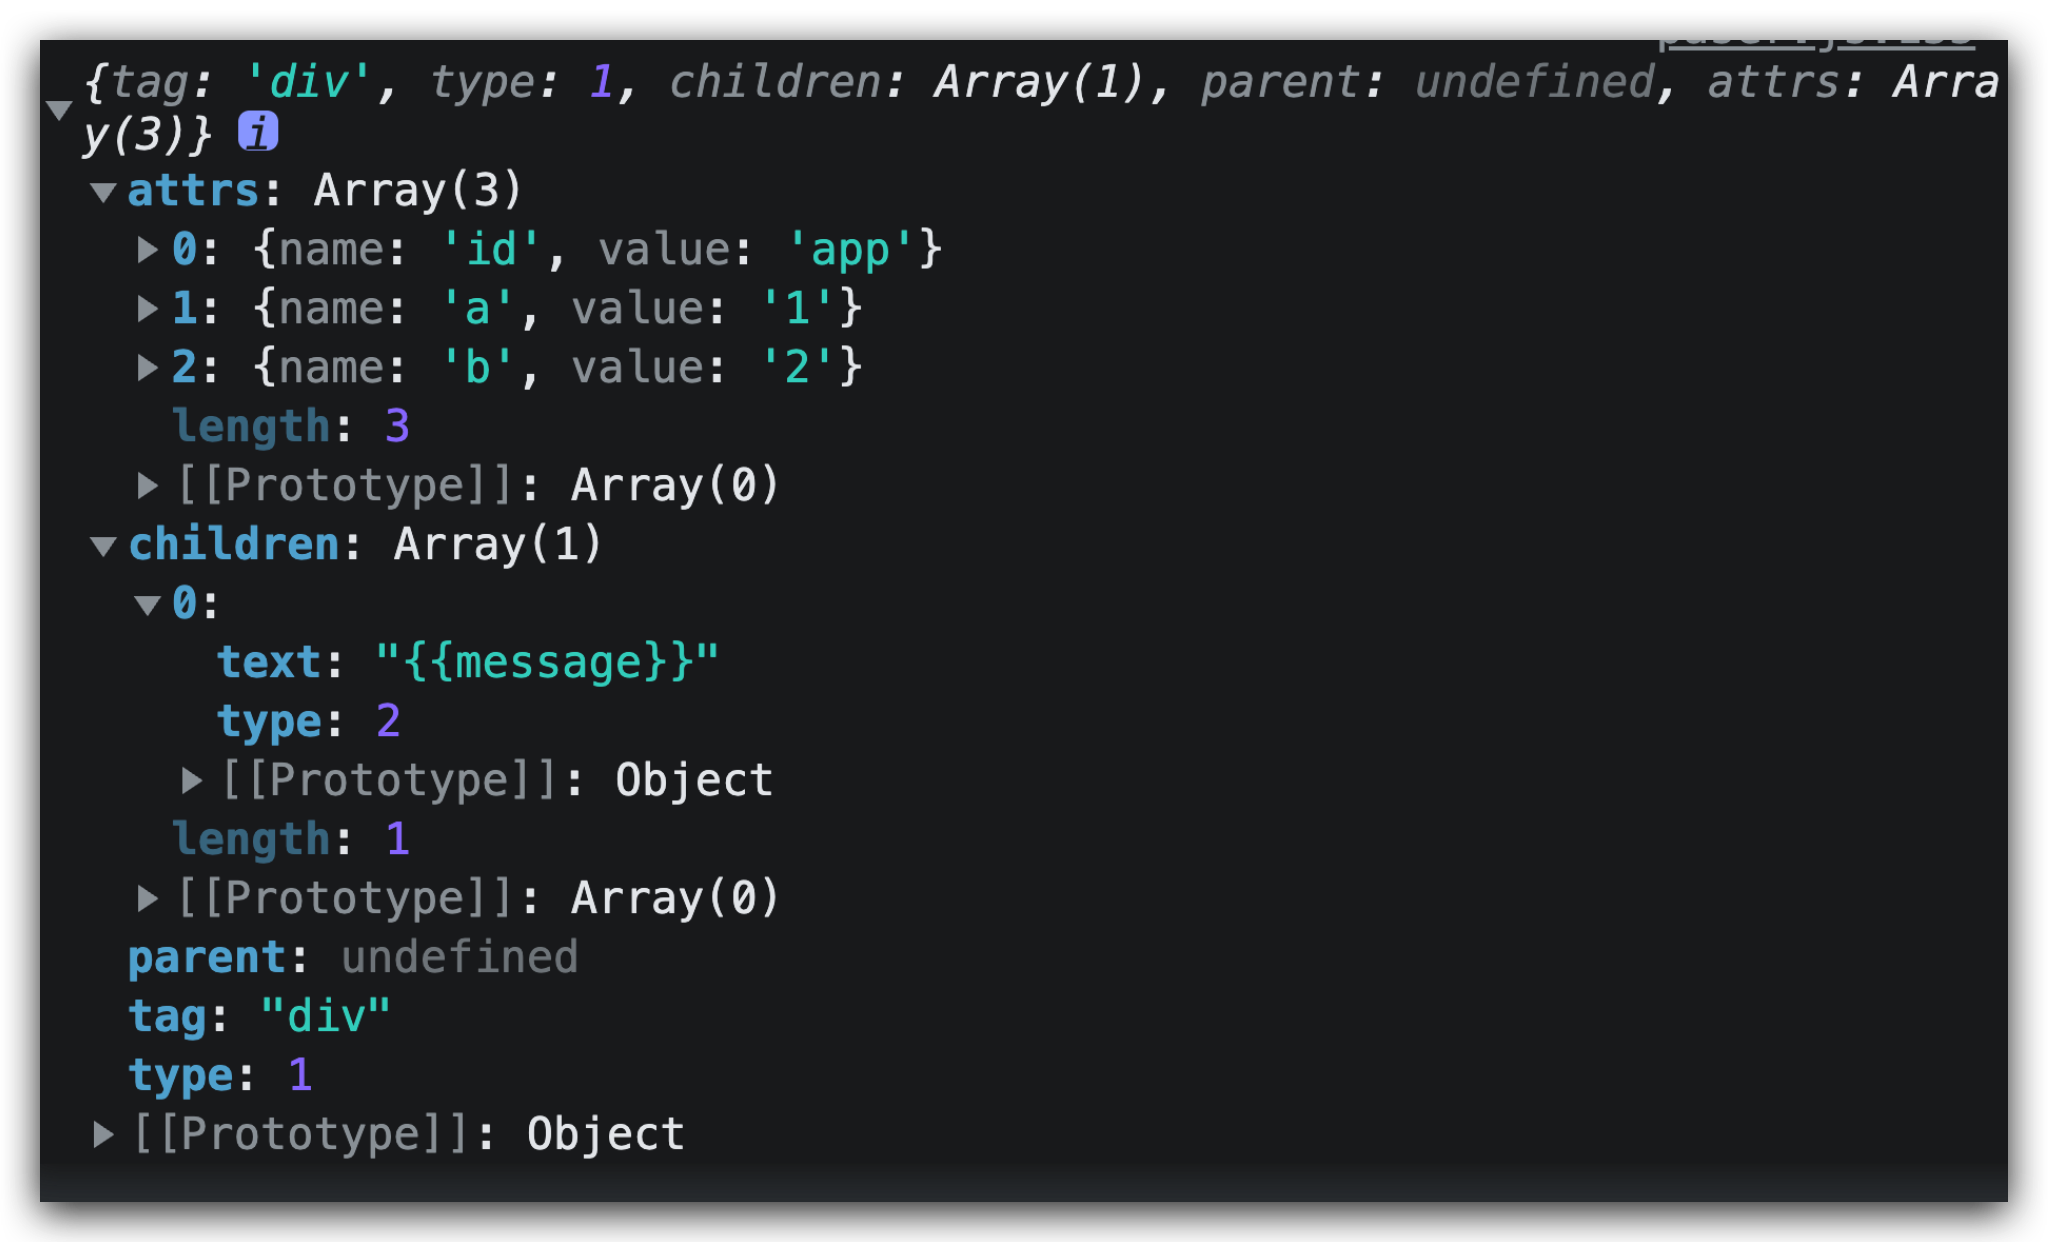 {tag: 'div', type: 1, children: Array(1), parent: undefined, attrs: Arra
y(3)} i
attrs: Array(3)
0: {name: 'id', value: 'app'}
1: {name: 'a', value: '1'}
2: {name: 'b', value: '2'}
length: 3
[[Prototype]]: Array(0)
children: Array(1)
0:
text: "{{message}}"
type: 2
[[Prototype]]: Object
length: 1
[[Prototype]]: Array(0)
parent: undefined
tag: "div"
type: 1
[[Prototype]]: Object